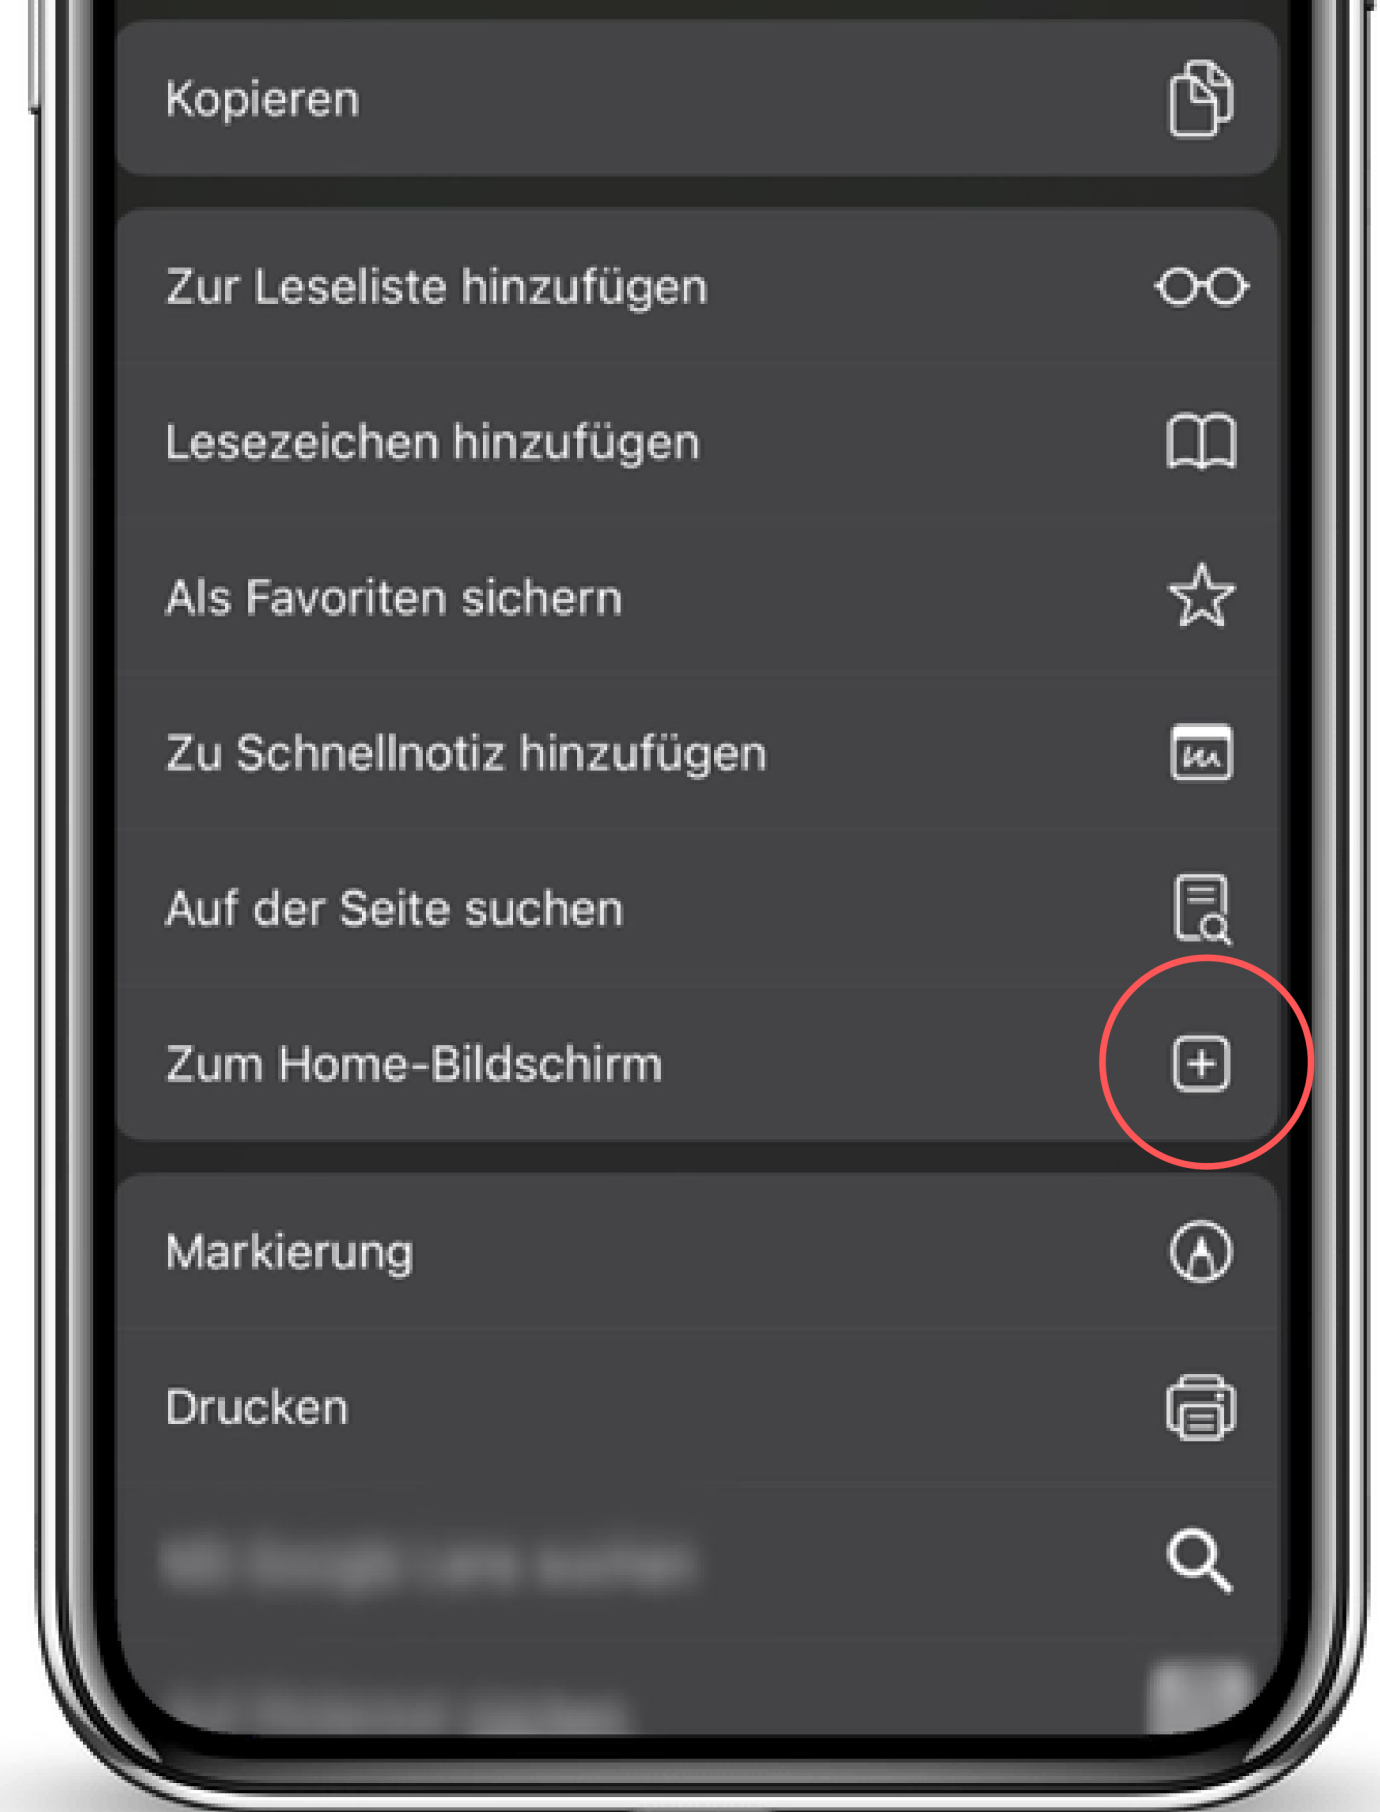 Kopieren
Zur Leseliste hinzufügen
Lesezeichen hinzufügen
Als Favoriten sichern
Zu Schnellnotiz hinzufügen
Auf der Seite suchen
Zum Home-Bildschirm
Markierung
Drucken